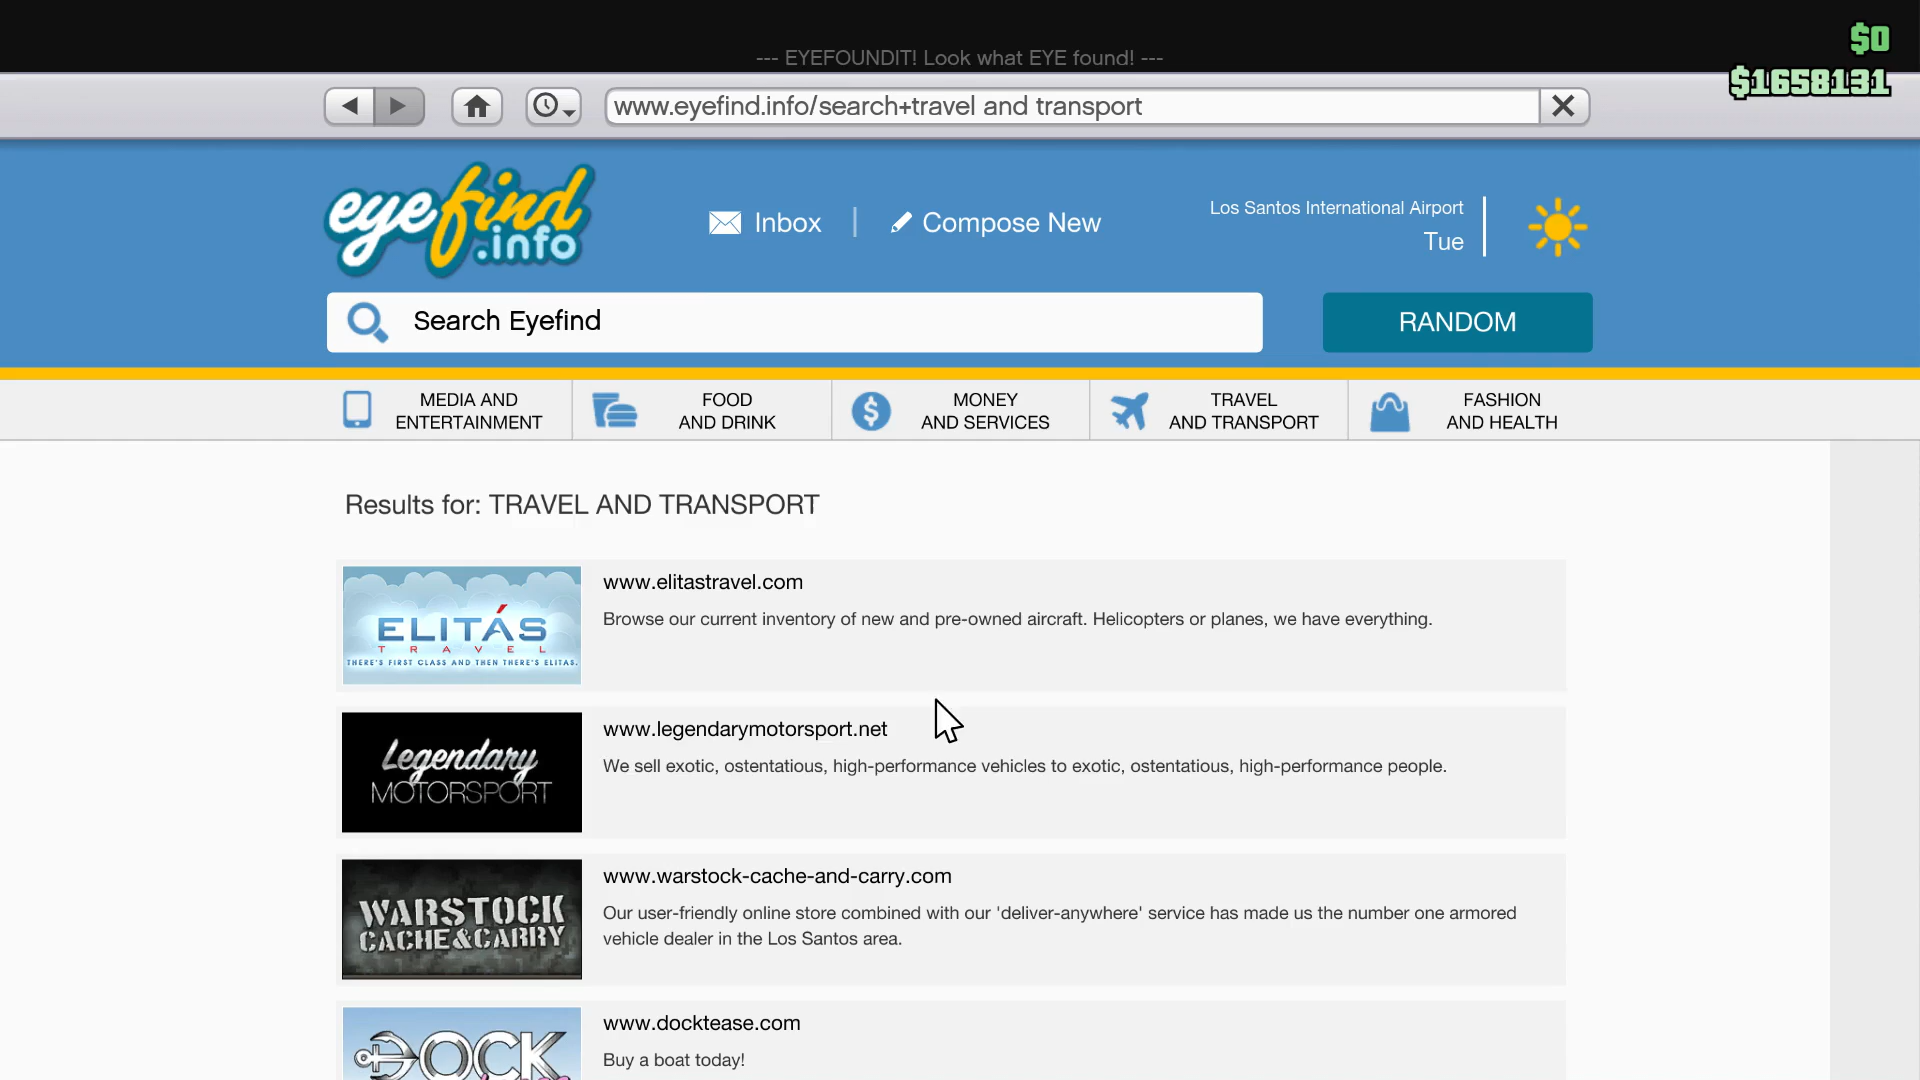 $0
--- EYEFOUNDIT! Look what EYE found! ---
$1658131
www.eyefind.info/search+travel and transport
eyefind
.info
Inbox
Compose New
Los Santos International Airport
Tue
Search Eyefind
RANDOM
MEDIA AND
ENTERTAINMENT
FOOD
AND DRINK
MONEY
AND SERVICES
TRAVEL
AND TRANSPORT
FASHION
AND HEALTH
Results for: TRAVEL AND TRANSPORT
ELITÁS
TRAVEL
THERE'S FIRST CLASS AND THEN THERE'S ELITAS.
www.elitastravel.com
Browse our current inventory of new and pre-owned aircraft. Helicopters or planes, we have everything.
Legendary
MOTORSPORT
www.legendarymotorsport.net
We sell exotic, ostentatious, high-performance vehicles to exotic, ostentatious, high-performance people.
WARSTOCK
CACHE&CARRY
www.warstock-cache-and-carry.com
Our user-friendly online store combined with our 'deliver-anywhere' service has made us the number one armored
vehicle dealer in the Los Santos area.
DOCK
www.docktease.com
Buy a boat today!